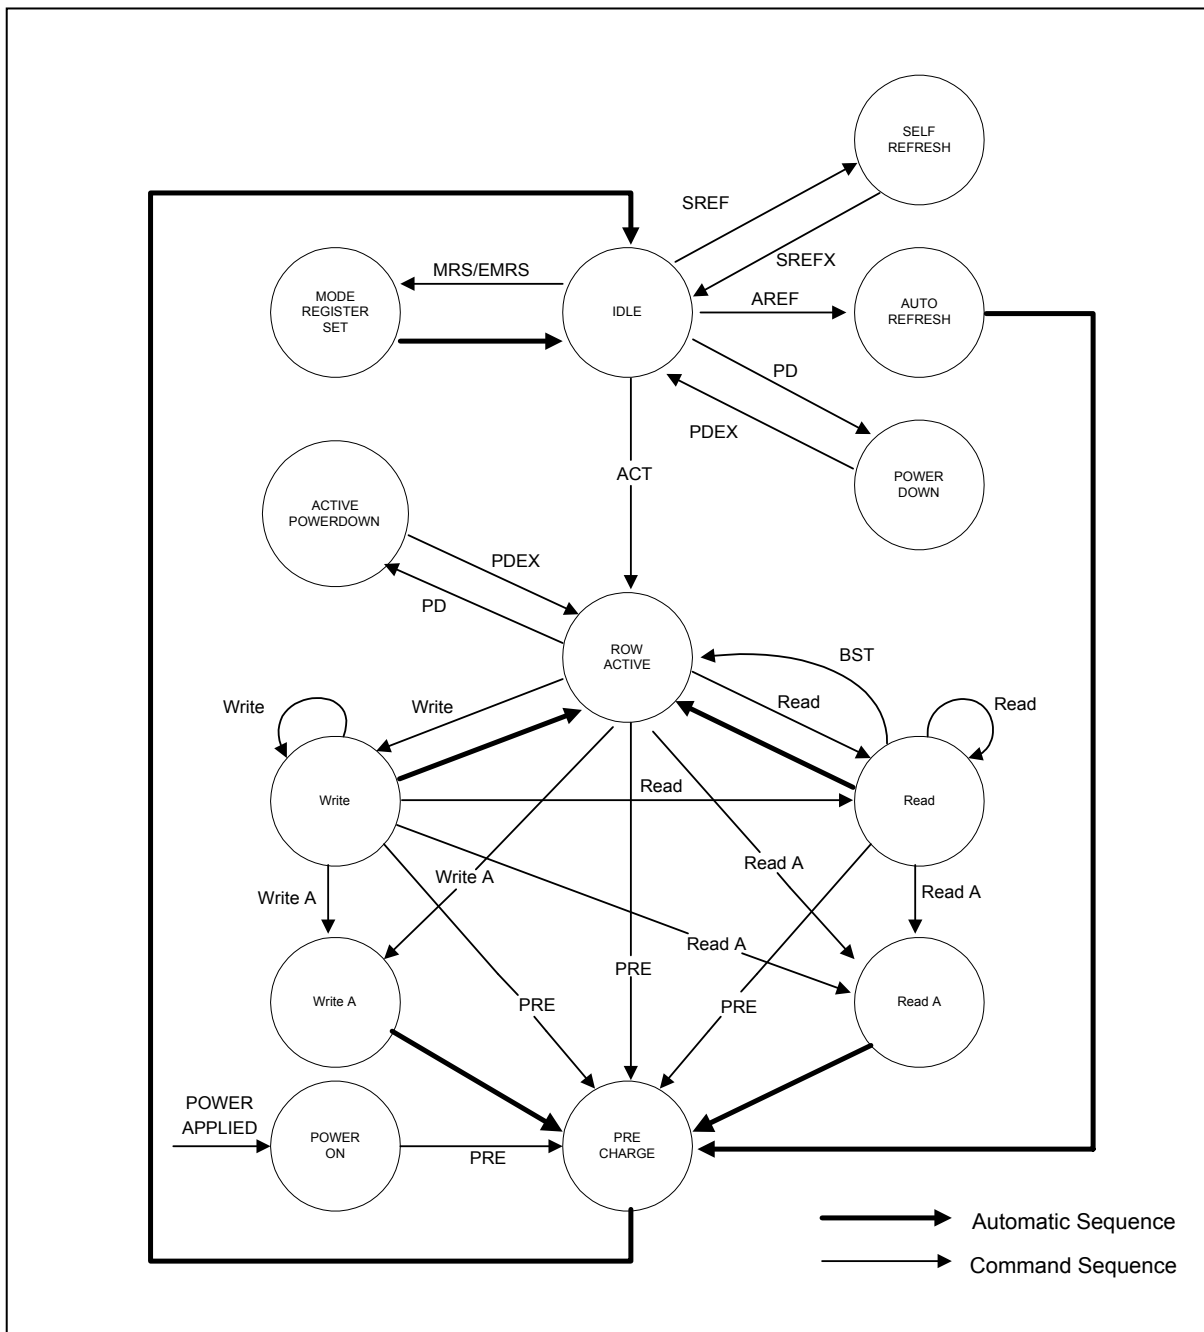 SELF
REFRESH
SREF
SREFX
MRS/EMRS
MODE
REGISTER
SET
IDLE
AREF
AUTO
REFRESH
PD
PDEX
POWER
DOWN
ACT
ACTIVE
POWERDOWN
PDEX
PD
ROW
ACTIVE
BST
Write
Write
Read
Read
Write
Read
Read
Write A
Write A
Read A
Read A
Read A
PRE
Write A
PRE
PRE
Read A
POWER
APPLIED
POWER
ON
PRE
PRE
CHARGE
Automatic Sequence
Command Sequence